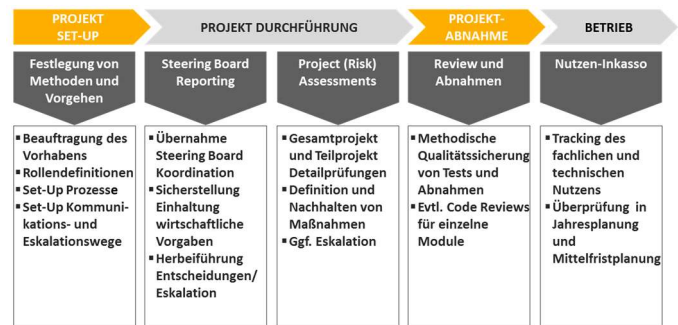 PROJEKT
SET-UP
PROJEKT DURCHFÜHRUNG
PROJEKT-
ABNAHME
BETRIEB
Festlegung von
Methoden und
Vorgehen
Steering Board
Reporting
Project (Risk)
Assessments
Review und
Abnahmen
Nutzen-Inkasso
▪ Beauftragung des
Vorhabens
▪ Rollendefinitionen
▪ Set-Up Prozesse
▪ Set-Up Kommuni-
kations- und
Eskalationswege
▪ Übernahme
Steering Board
Koordination
▪ Sicherstellung
Einhaltung
wirtschaftliche
Vorgaben
▪ Herbeiführung
Entscheidungen/
Eskalation
▪ Gesamtprojekt
und Teilprojekt
Detailprüfungen
▪ Definition und
Nachhalten von
Maßnahmen
▪ Ggf. Eskalation
▪ Methodische
Qualitätssicherung
von Tests und
Abnahmen
▪ Evtl. Code Reviews
für einzelne
Module
▪ Tracking des
fachlichen und
technischen
Nutzens
▪ Überprüfung in
Jahresplanung
und
Mittelfristplanung